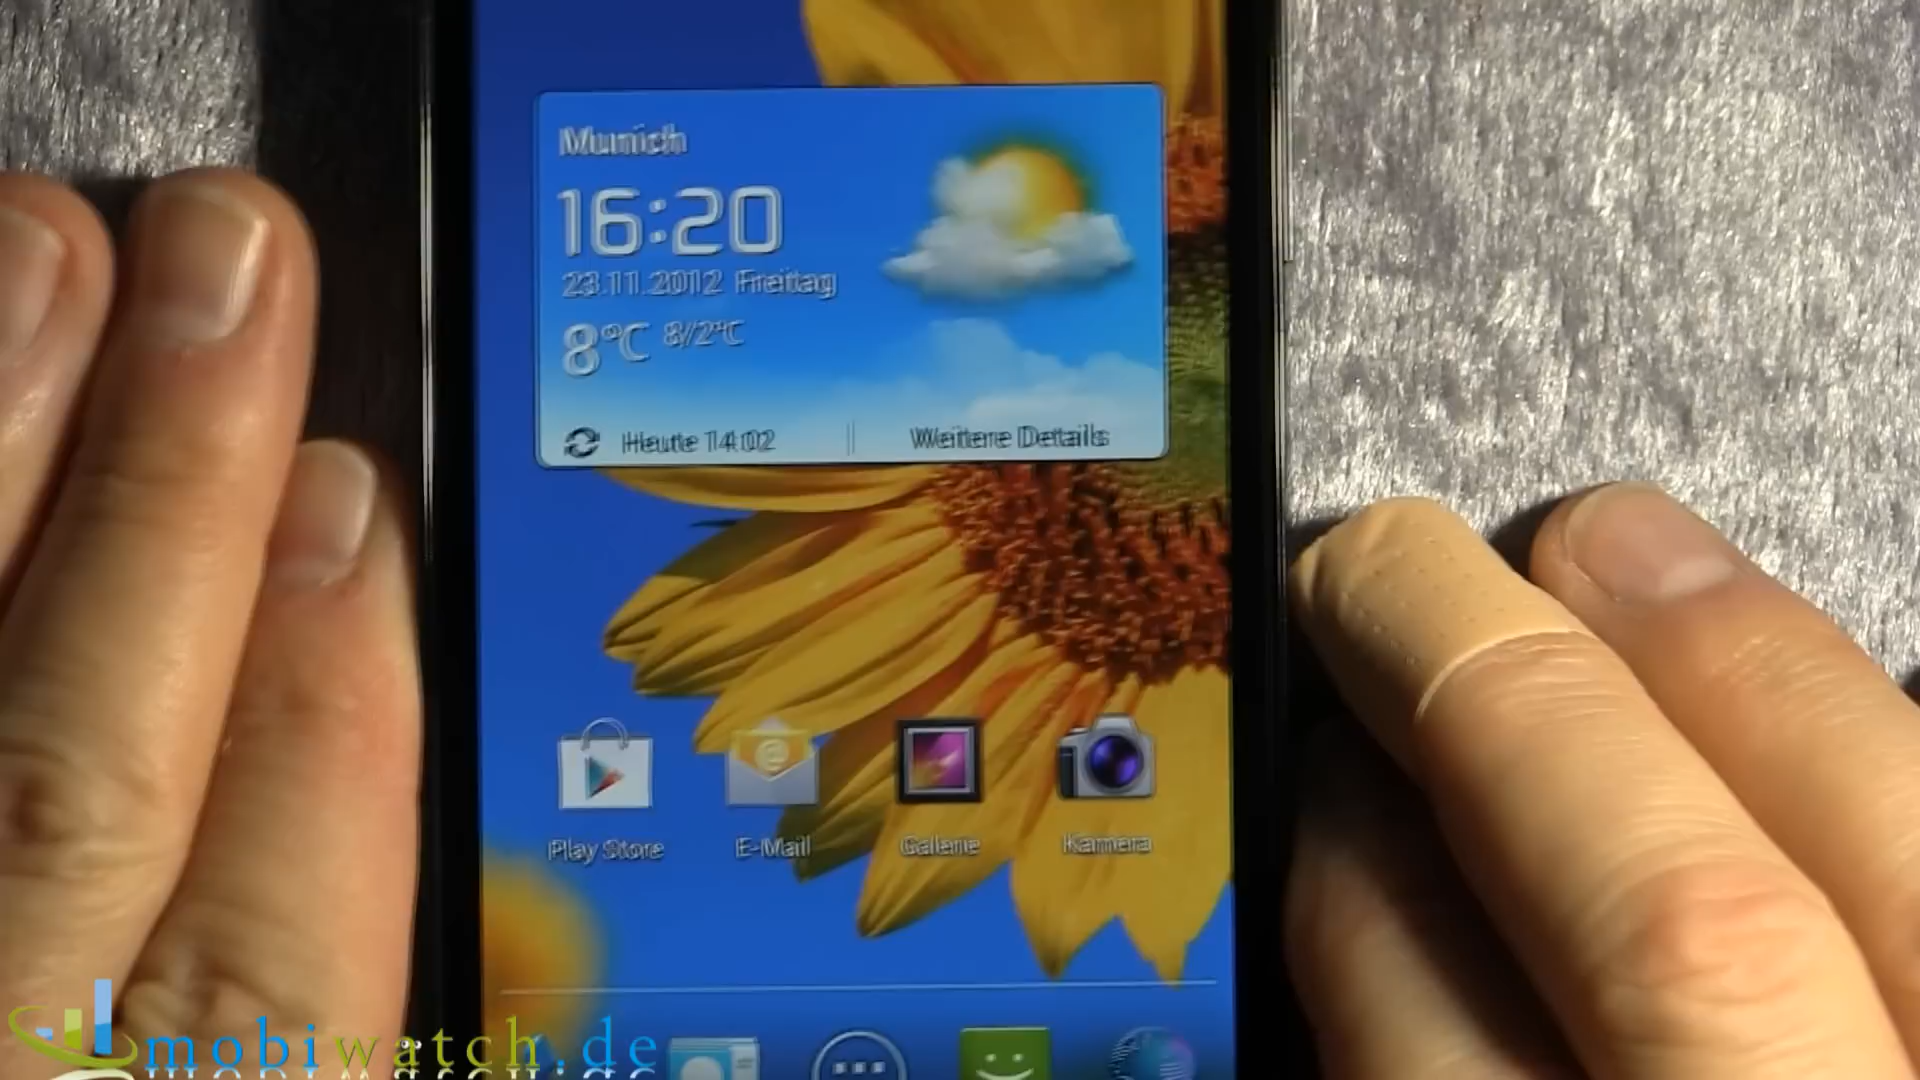 Munich
16:20
23.11.2012 Freitag
8°C 8/2°C
Heute 14:02 Weitere Details
Play Store E-Mail Galerie Kamera
mobiwatch.de